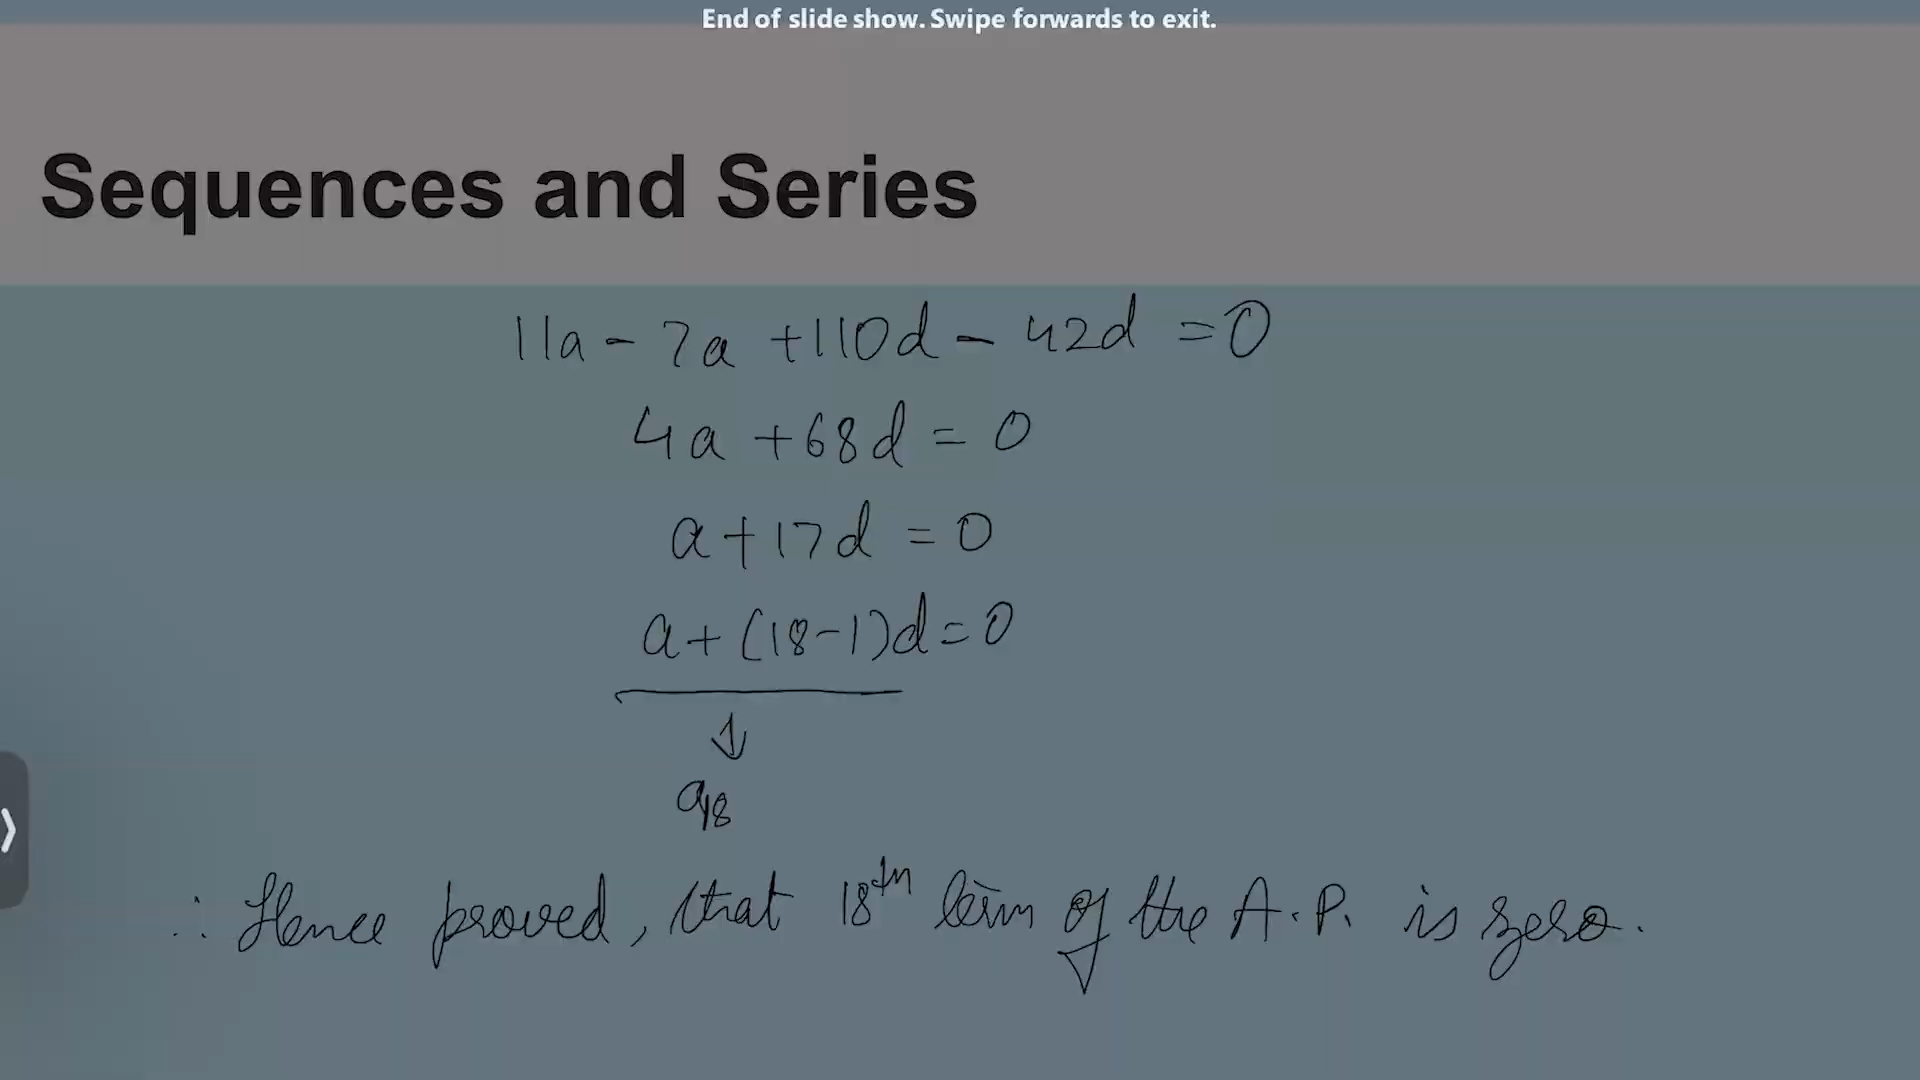 End of slide show. Swipe forwards to exit.
Sequences and Series
11a - 7a + 110d - 42d = 0
4a + 68d = 0
a + 17d = 0
a + (18-1)d = 0
↓
a₁₈
∴ Hence proved, that 18th term of the A.P. is zero.